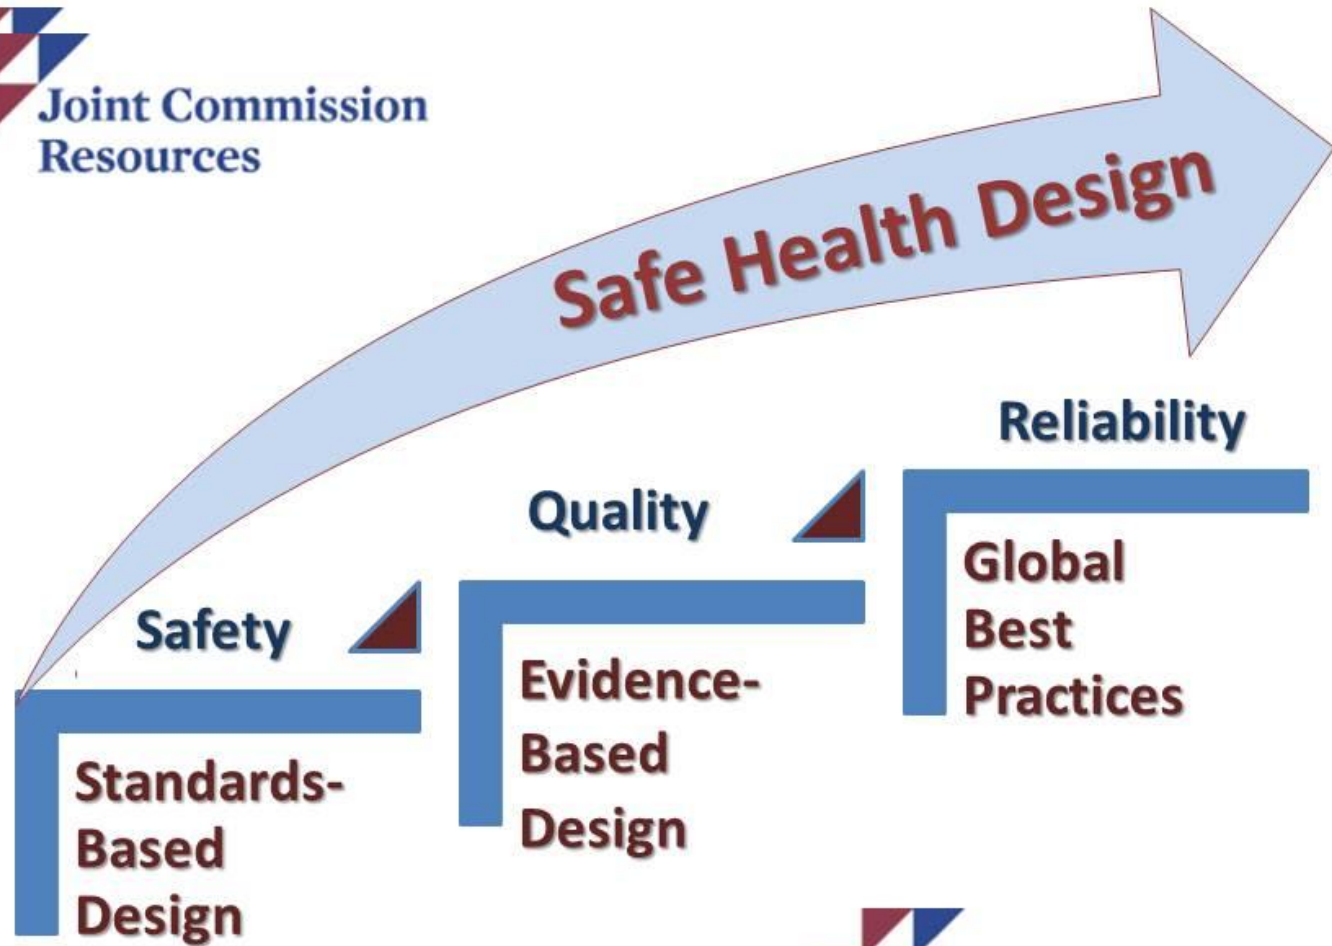 Joint Commission
Resources
Safe Health Design
Reliability
Global
Best
Practices
Quality
Evidence-
Based
Design
Safety
Standards-
Based
Design